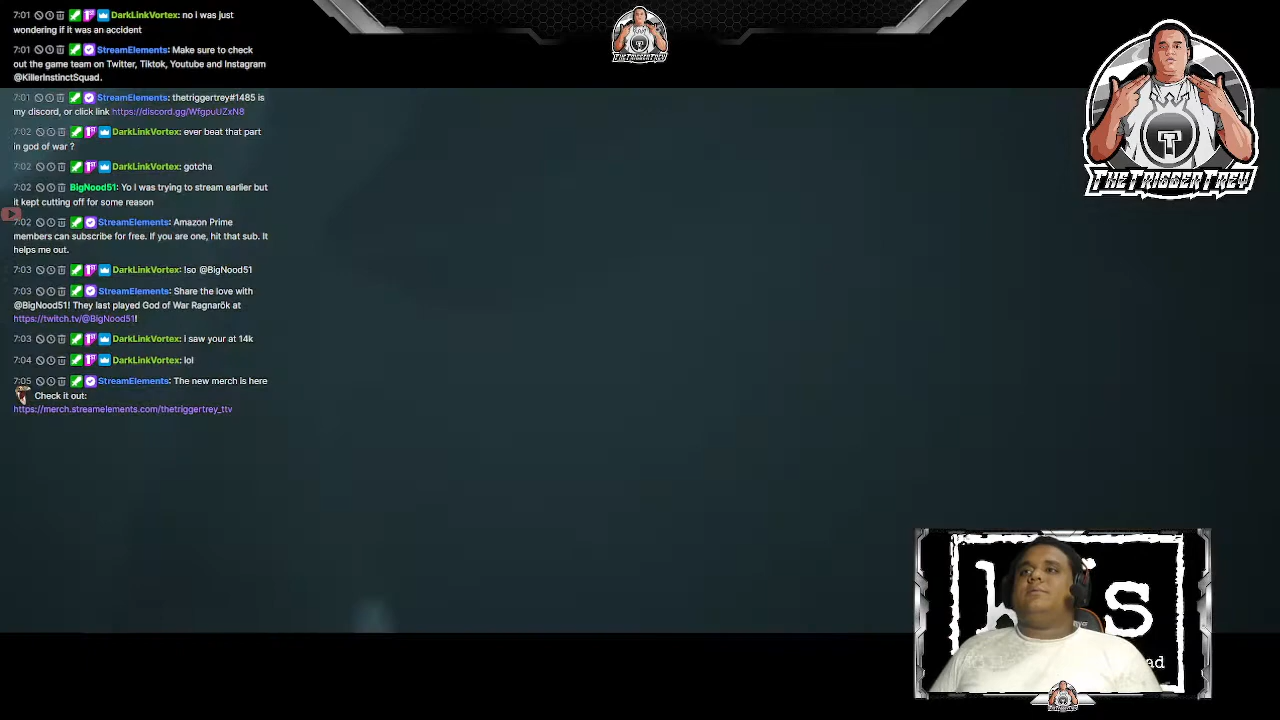 7:01 DarkLinkVortex: no i was just
wondering if it was an accident
7:01 StreamElements: Make sure to check
out the game team on Twitter, Tiktok, Youtube and Instagram
@KillerInstinctSquad.
7:01 StreamElements: thetriggertrey#1485 is
my discord, or click link https://discord.gg/WfgpuUZxN8
7:02 DarkLinkVortex: ever beat that part
in god of war ?
7:02 DarkLinkVortex: gotcha
7:02 BigNood51: Yo i was trying to stream earlier but
it kept cutting off for some reason
7:02 StreamElements: Amazon Prime
members can subscribe for free. If you are one, hit that sub. It
helps me out.
7:03 DarkLinkVortex: !so @BigNood51
7:03 StreamElements: Share the love with
@BigNood51! They last played God of War Ragnarök at
https://twitch.tv/@BigNood51!
7:03 DarkLinkVortex: i saw your at 14k
7:04 DarkLinkVortex: lol
7:05 StreamElements: The new merch is here
Check it out:
https://merch.streamelements.com/thetriggertrey_ttv
THETRIGGERTREY
T
THETRIGGERTREY